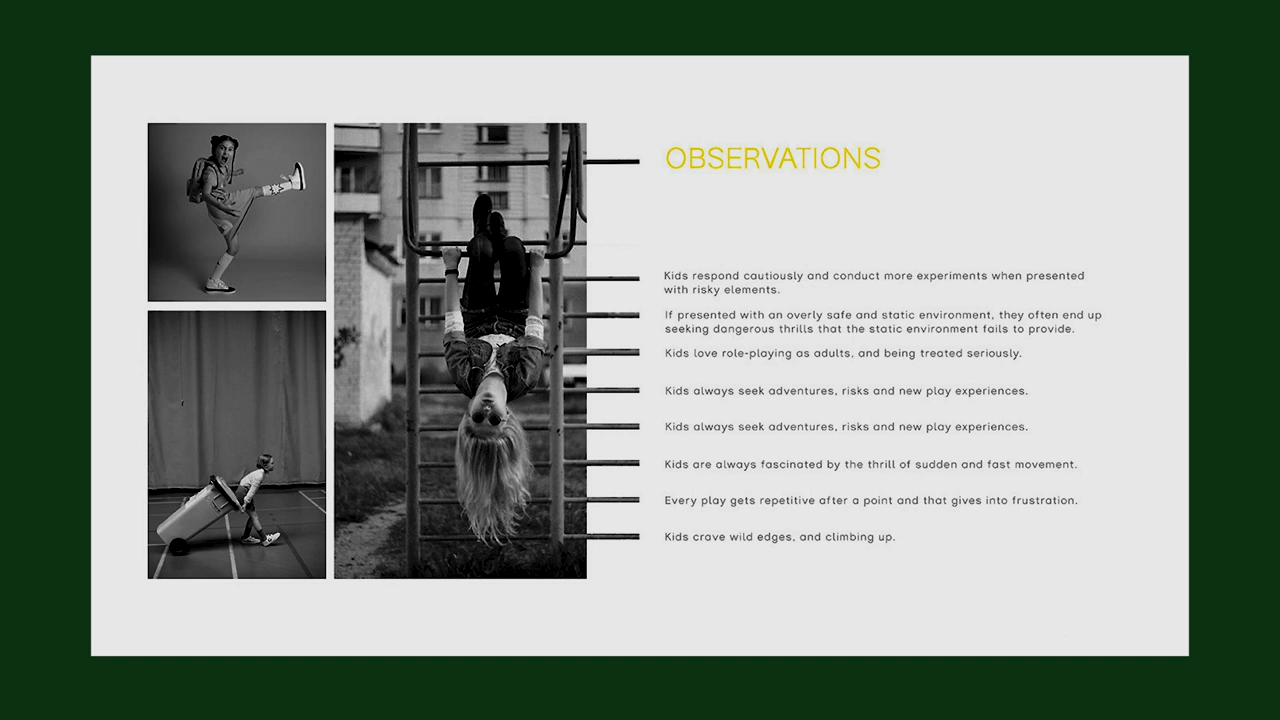 OBSERVATIONS
Kids respond cautiously and conduct more experiments when presented
with risky elements.
If presented with an overly safe and static environment, they often end up
seeking dangerous thrills that the static environment fails to provide.
Kids love role-playing as adults, and being treated seriously.
Kids always seek adventures, risks and new play experiences.
Kids always seek adventures, risks and new play experiences.
Kids are always fascinated by the thrill of sudden and fast movement.
Every play gets repetitive after a point and that gives into frustration.
Kids crave wild edges, and climbing up.